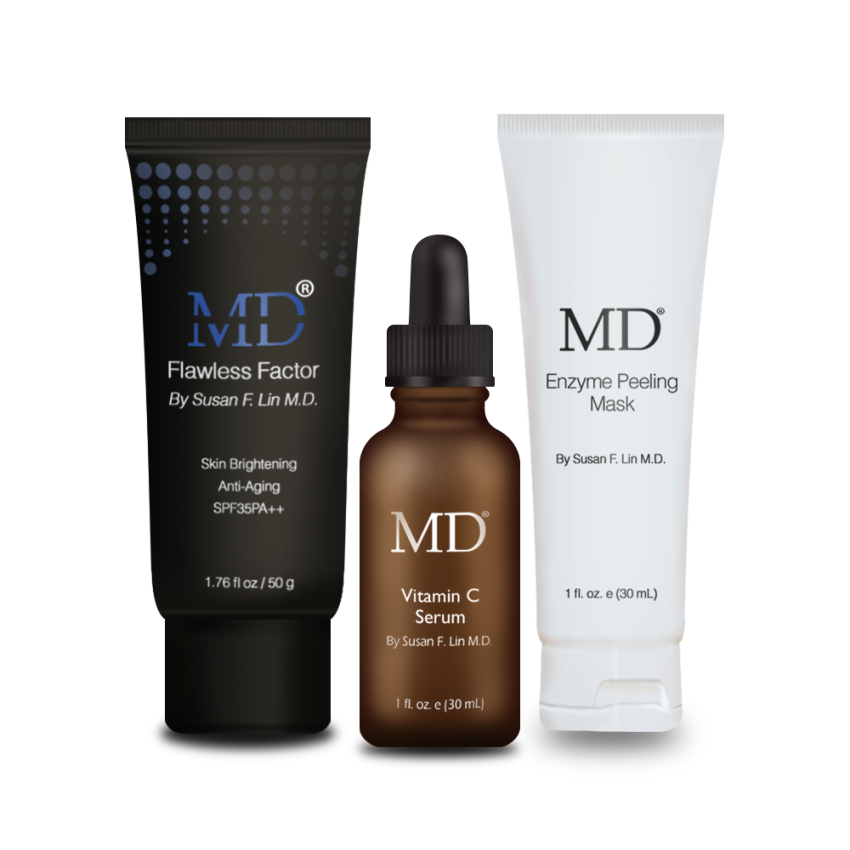 MD®
Flawless Factor
By Susan F. Lin M.D.
Skin Brightening
Anti-Aging
SPF35PA++
1.76 fl oz / 50 g
MD®
Vitamin C
Serum
By Susan F. Lin M.D.
1 fl. oz. e (30 mL)
MD®
Enzyme Peeling
Mask
By Susan F. Lin M.D.
1 fl. oz. e (30 mL)